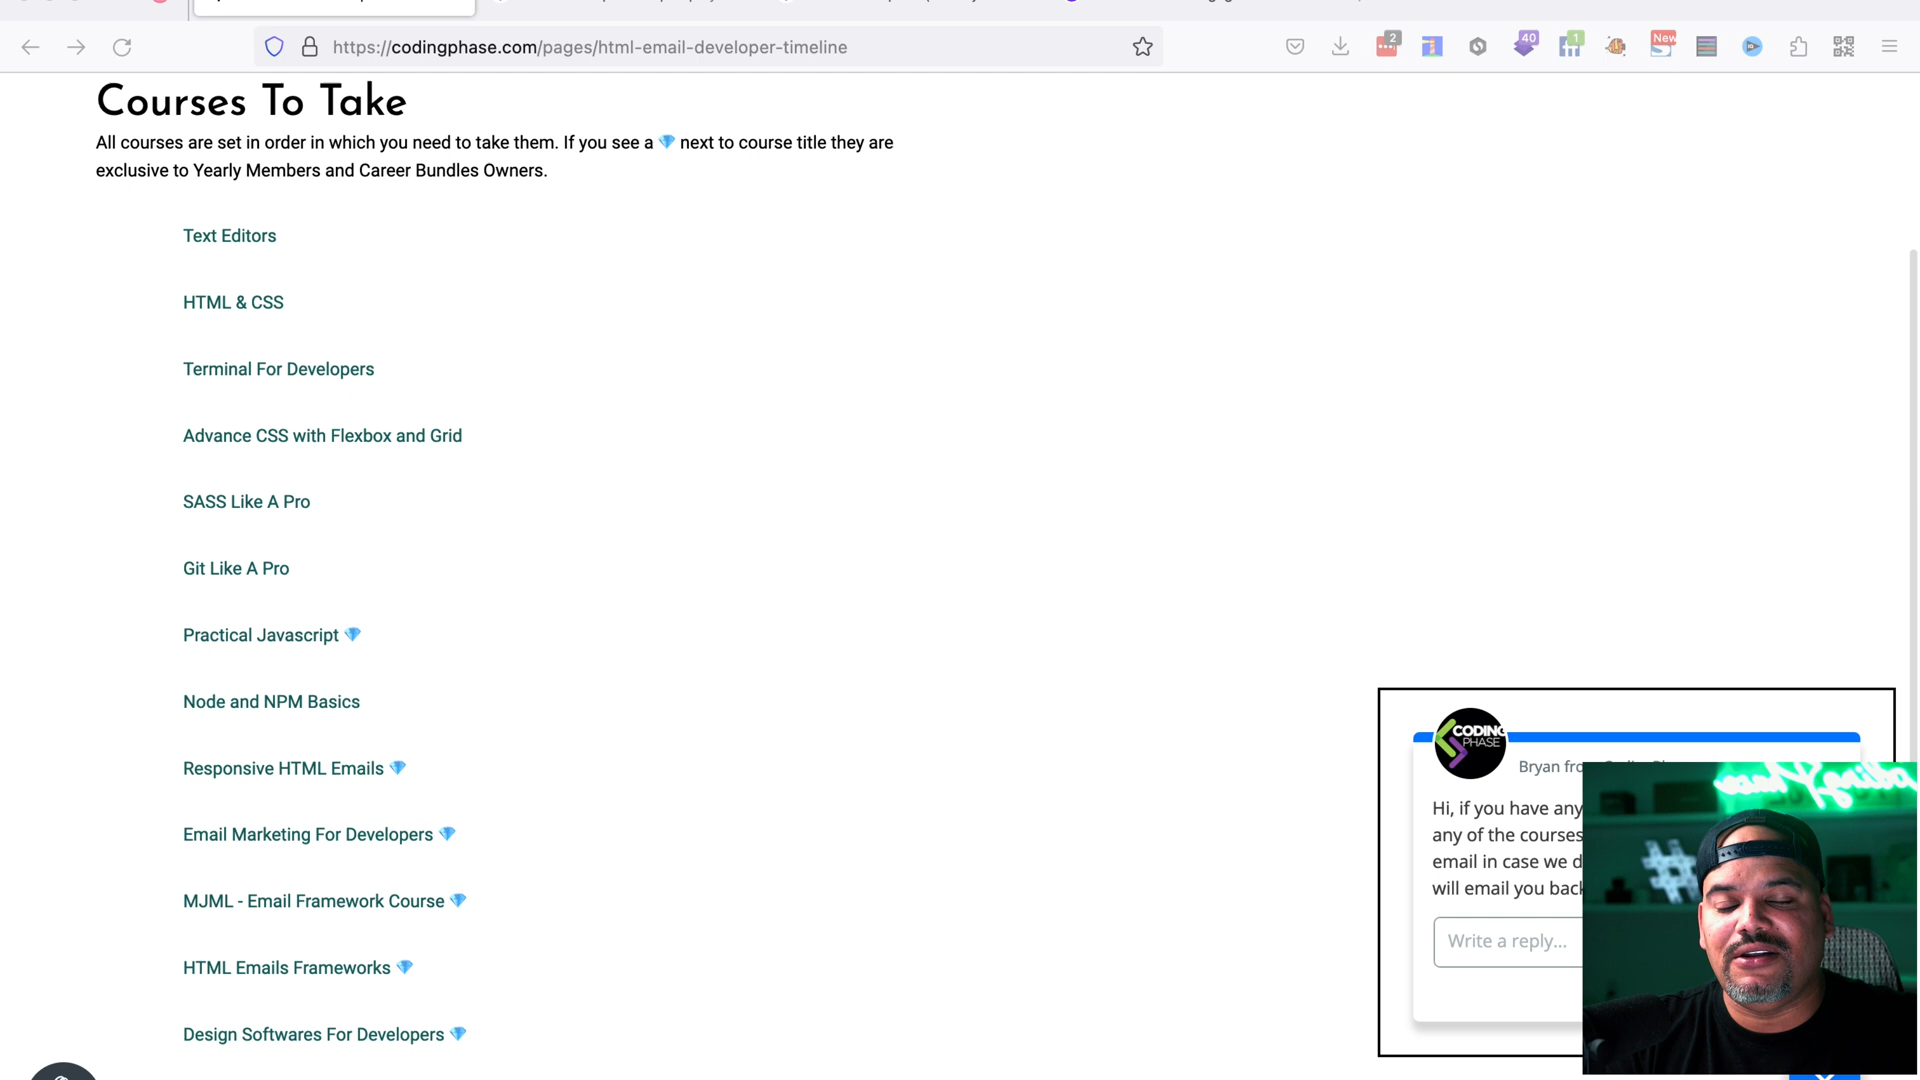 https://codingphase.com/pages/html-email-developer-timeline
2
40
1
New
Courses To Take
All courses are set in order in which you need to take them. If you see a 💎 next to course title they are
exclusive to Yearly Members and Career Bundles Owners.
Text Editors
HTML & CSS
Terminal For Developers
Advance CSS with Flexbox and Grid
SASS Like A Pro
Git Like A Pro
Practical Javascript 💎
Node and NPM Basics
Responsive HTML Emails 💎
Email Marketing For Developers 💎
MJML - Email Framework Course 💎
HTML Emails Frameworks 💎
Design Softwares For Developers 💎
CODING
PHASE
Bryan
Hi, if you have any
any of the courses
email in case we
will email you back
Write a reply...
#